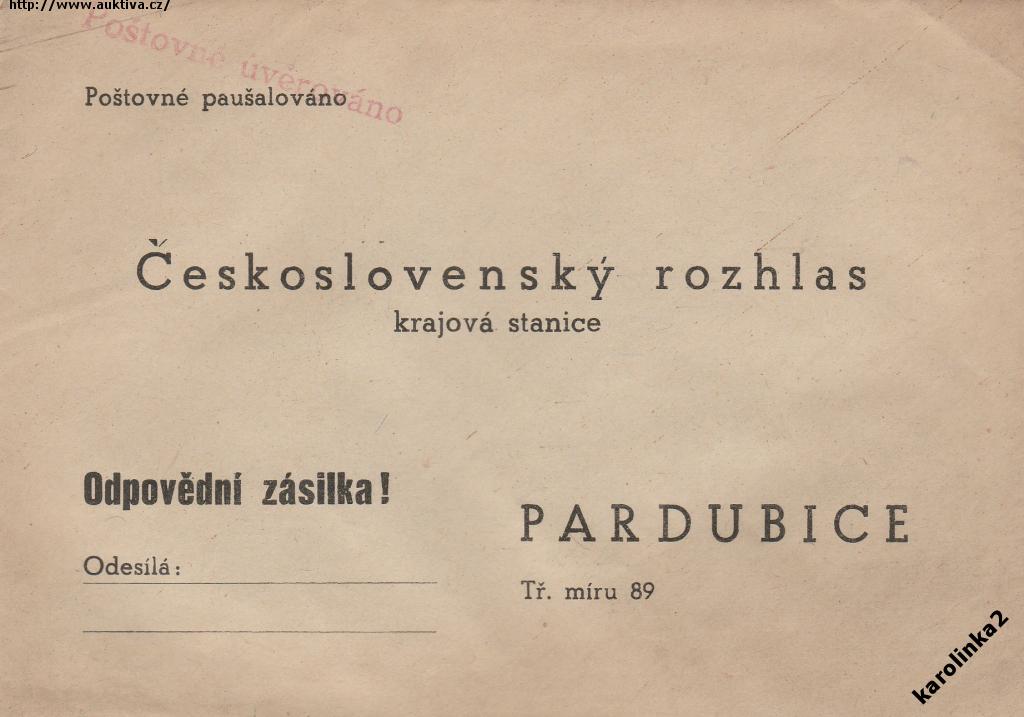 http://www.auktiva.cz/
Poštovné úvěrováno
Poštovné paušalováno
Československý rozhlas
krajová stanice
Odpovědní zásilka!
Odesílá:
PARDUBICE
Tř. míru 89
karolinka2